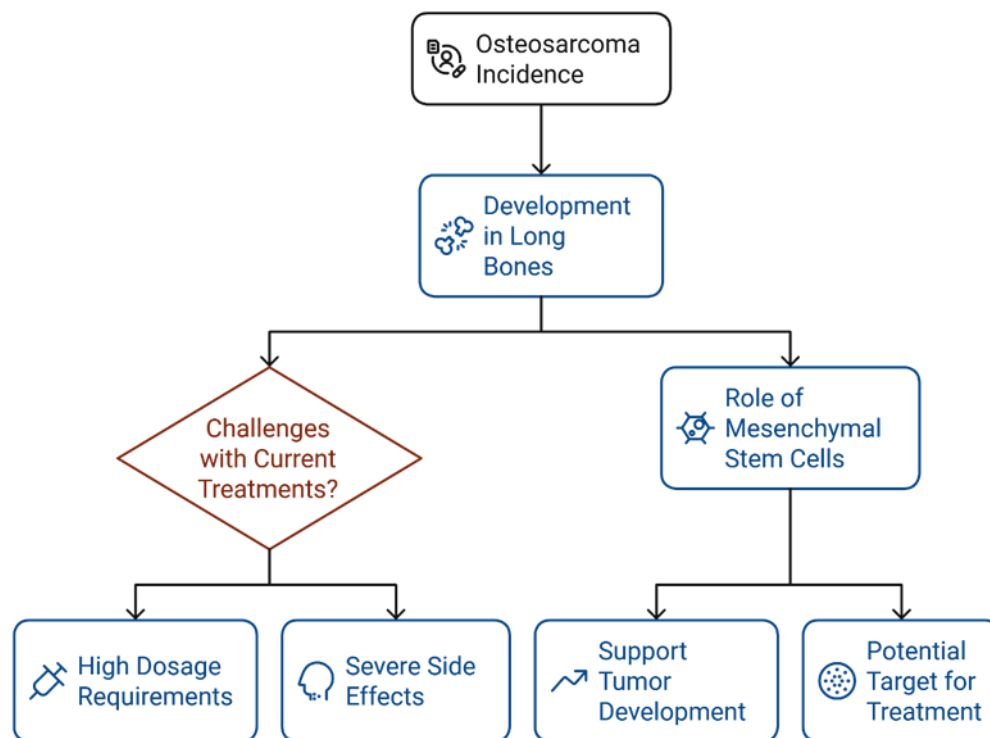 Osteosarcoma
Incidence
Development
in Long
Bones
Challenges
with Current
Treatments?
Role of
Mesenchymal
Stem Cells
High Dosage
Requirements
Severe Side
Effects
Support
Tumor
Development
Potential
Target for
Treatment